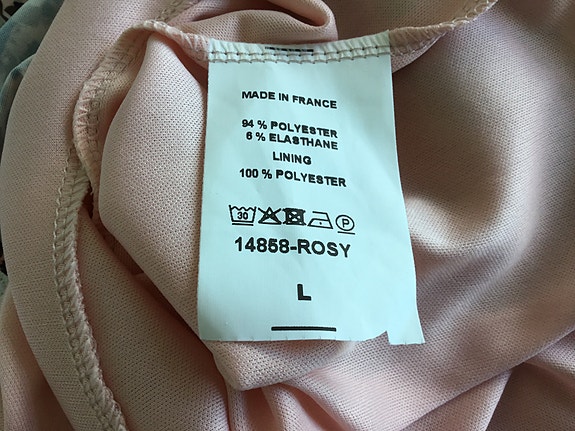 MADE IN FRANCE
94 % POLYESTER
6 % ELASTHANE
LINING
100 % POLYESTER
30 P
14858-ROSY
L